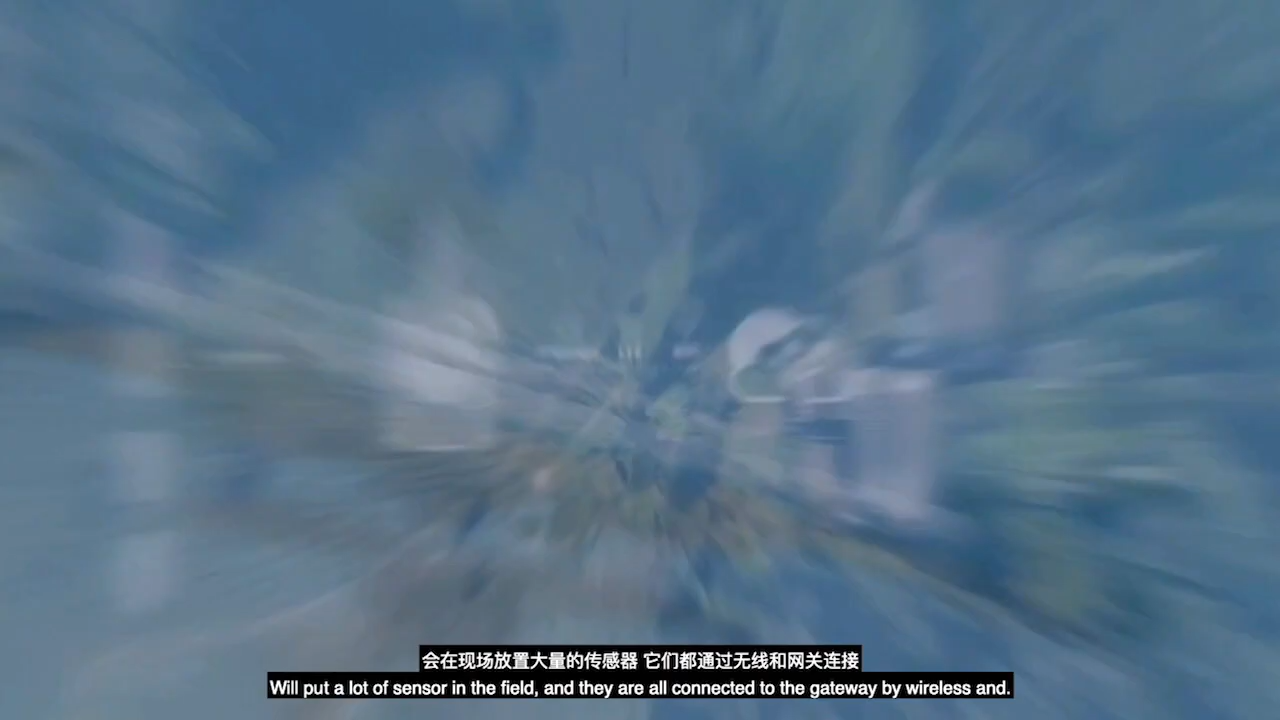 会在现场放置大量的传感器 它们都通过无线和网关连接
Will put a lot of sensor in the field, and they are all connected to the gateway by wireless and.